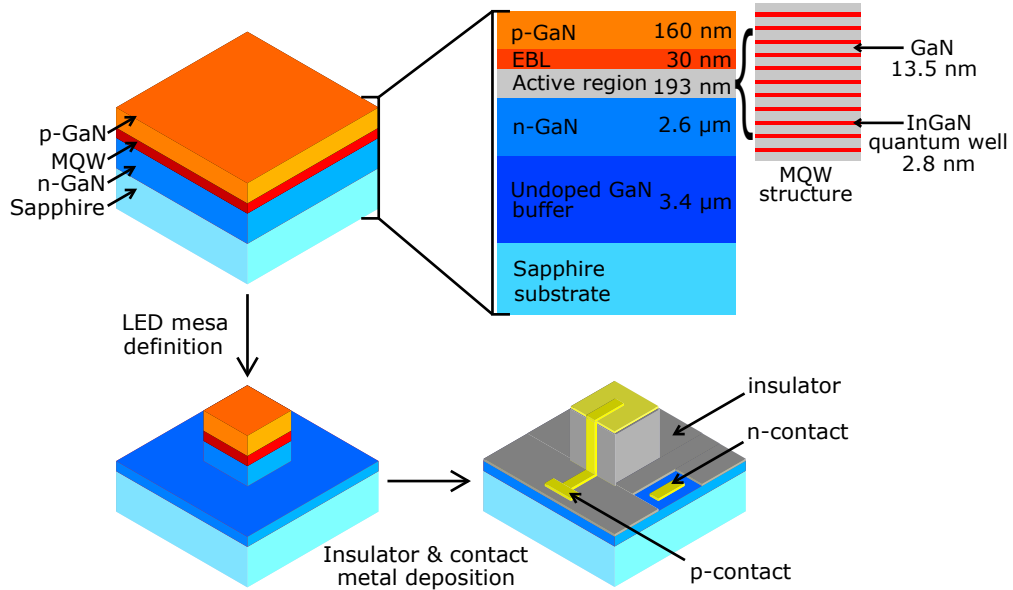 p-GaN
MQW
n-GaN
Sapphire
p-GaN 160 nm
EBL 30 nm
Active region 193 nm
n-GaN 2.6 µm
Undoped GaN
buffer 3.4 µm
Sapphire
substrate
GaN
13.5 nm
InGaN
quantum well
2.8 nm
MQW
structure
LED mesa
definition
Insulator & contact
metal deposition
insulator
n-contact
p-contact